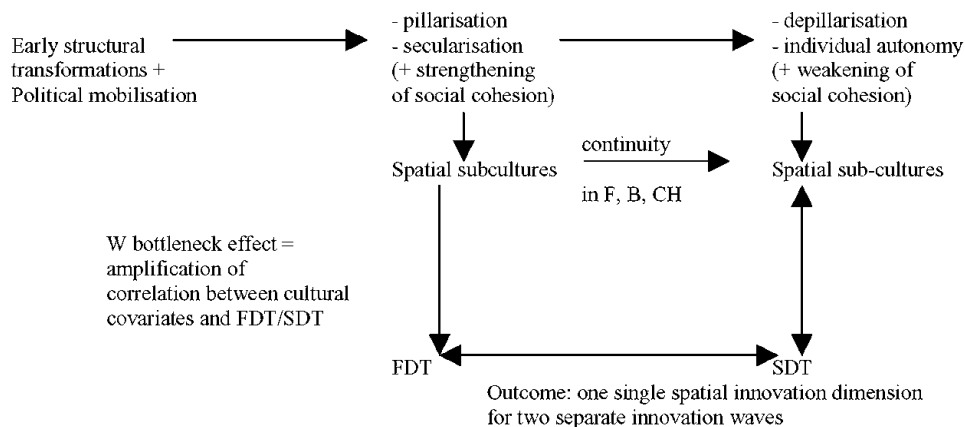 Early structural
transformations +
Political mobilisation
- pillarisation
- secularisation
(+ strengthening
of social cohesion)
- depillarisation
- individual autonomy
(+ weakening of
social cohesion)
Spatial subcultures
continuity
in F, B, CH
Spatial sub-cultures
W bottleneck effect =
amplification of
correlation between cultural
covariates and FDT/SDT
FDT
SDT
Outcome: one single spatial innovation dimension
for two separate innovation waves